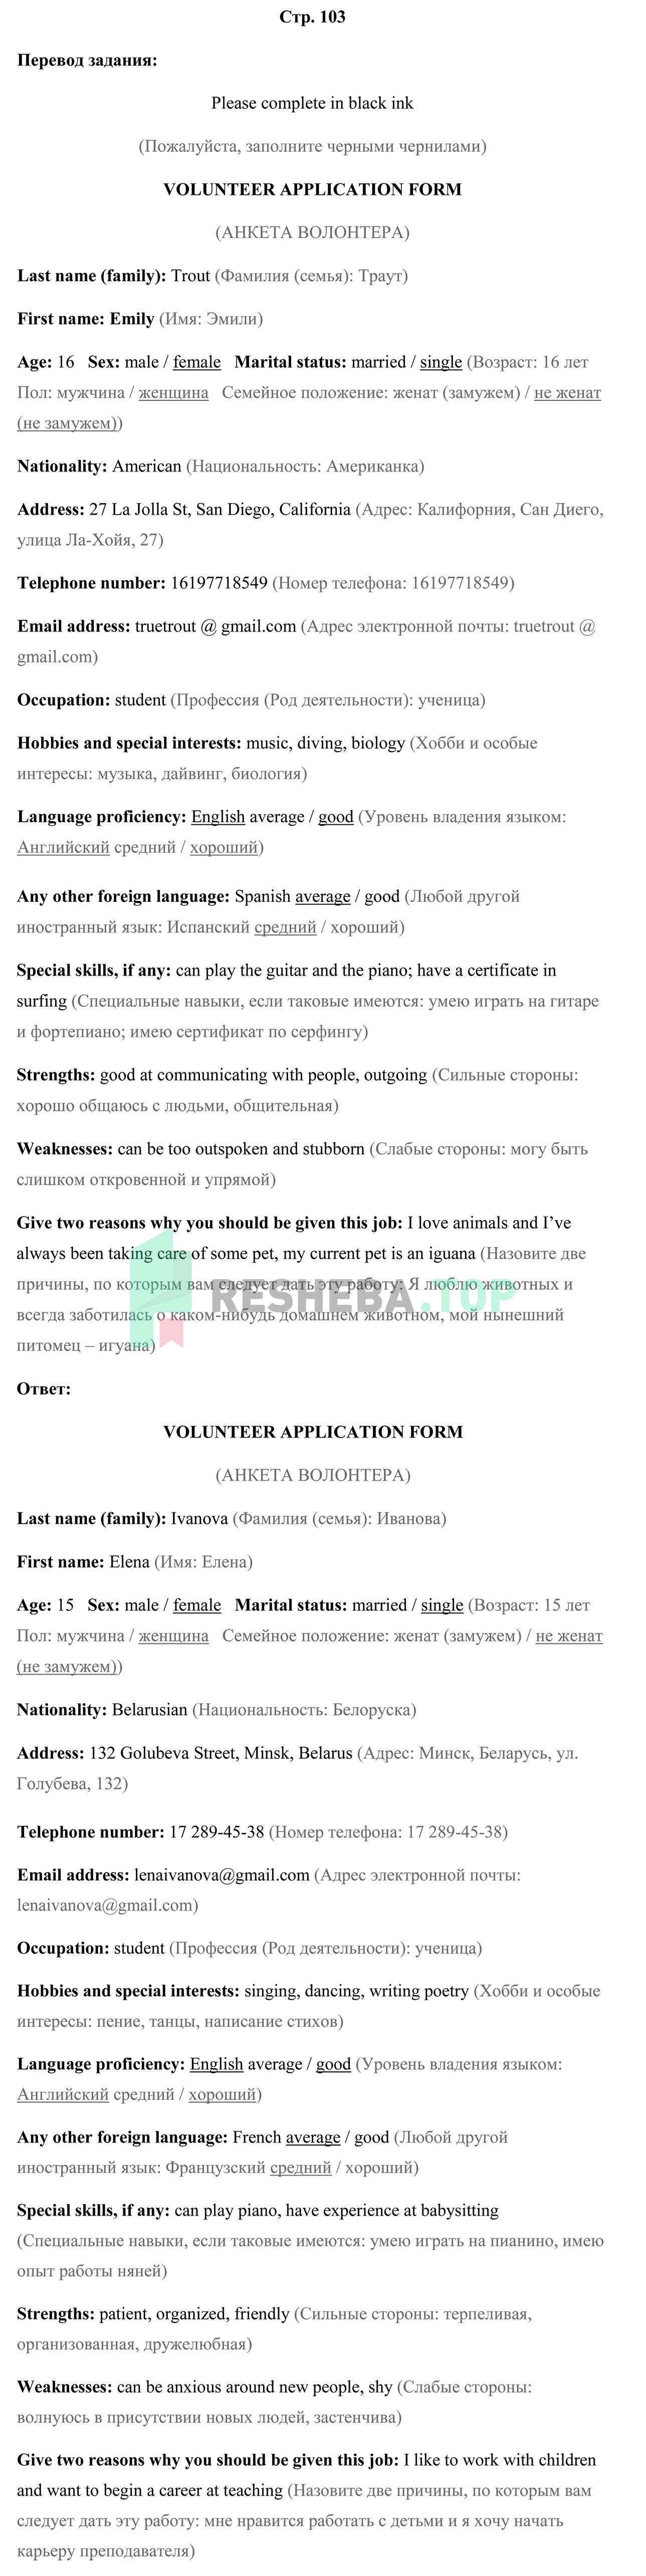 Стр. 103
Перевод задания:
Please complete in black ink
(Пожалуйста, заполните черными чернилами)
VOLUNTEER APPLICATION FORM
(АНКЕТА ВОЛОНТЕРА)
Last name (family): Trout (Фамилия (семья): Траут)
First name: Emily (Имя: Эмили)
Age: 16 Sex: male / female Marital status: married / single (Возраст: 16 лет
Пол: мужчина / женщина Семейное положение: женат (замужем) / не женат
(не замужем))
Nationality: American (Национальность: Американка)
Address: 27 La Jolla St, San Diego, California (Адрес: Калифорния, Сан Диего,
улица Ла-Хойя, 27)
Telephone number: 16197718549 (Номер телефона: 16197718549)
Email address: truetrout @ gmail.com (Адрес электронной почты: truetrout @
gmail.com)
Occupation: student (Профессия (Род деятельности): ученица)
Hobbies and special interests: music, diving, biology (Хобби и особые
интересы: музыка, дайвинг, биология)
Language proficiency: English average / good (Уровень владения языком:
Английский средний / хороший)
Any other foreign language: Spanish average / good (Любой другой
иностранный язык: Испанский средний / хороший)
Special skills, if any: can play the guitar and the piano; have a certificate in
surfing (Специальные навыки, если таковые имеются: умею играть на гитаре
и фортепиано; имею сертификат по серфингу)
Strengths: good at communicating with people, outgoing (Сильные стороны:
хорошо общаюсь с людьми, общительная)
Weaknesses: can be too outspoken and stubborn (Слабые стороны: могу быть
слишком откровенной и упрямой)
Give two reasons why you should be given this job: I love animals and I’ve
always been taking care of some pet, my current pet is an iguana (Назовите две
причины, по которым вам следует дать эту работу: Я люблю животных и
RESHEBA.TOP
всегда заботилась о каком-нибудь домашнем животном, мой нынешний
питомец – игуана)
Ответ:
VOLUNTEER APPLICATION FORM
(АНКЕТА ВОЛОНТЕРА)
Last name (family): Ivanova (Фамилия (семья): Иванова)
First name: Elena (Имя: Елена)
Age: 15 Sex: male / female Marital status: married / single (Возраст: 15 лет
Пол: мужчина / женщина Семейное положение: женат (замужем) / не женат
(не замужем))
Nationality: Belarusian (Национальность: Белоруска)
Address: 132 Golubeva Street, Minsk, Belarus (Адрес: Минск, Беларусь, ул.
Голубева, 132)
Telephone number: 17 289-45-38 (Номер телефона: 17 289-45-38)
Email address: lenaivanova@gmail.com (Адрес электронной почты:
lenaivanova@gmail.com)
Occupation: student (Профессия (Род деятельности): ученица)
Hobbies and special interests: singing, dancing, writing poetry (Хобби и особые
интересы: пение, танцы, написание стихов)
Language proficiency: English average / good (Уровень владения языком:
Английский средний / хороший)
Any other foreign language: French average / good (Любой другой
иностранный язык: Французский средний / хороший)
Special skills, if any: can play piano, have experience at babysitting
(Специальные навыки, если таковые имеются: умею играть на пианино, имею
опыт работы няней)
Strengths: patient, organized, friendly (Сильные стороны: терпеливая,
организованная, дружелюбная)
Weaknesses: can be anxious around new people, shy (Слабые стороны:
волнуюсь в присутствии новых людей, застенчива)
Give two reasons why you should be given this job: I like to work with children
and want to begin a career at teaching (Назовите две причины, по которым вам
следует дать эту работу: мне нравится работать с детьми и я хочу начать
карьеру преподавателя)